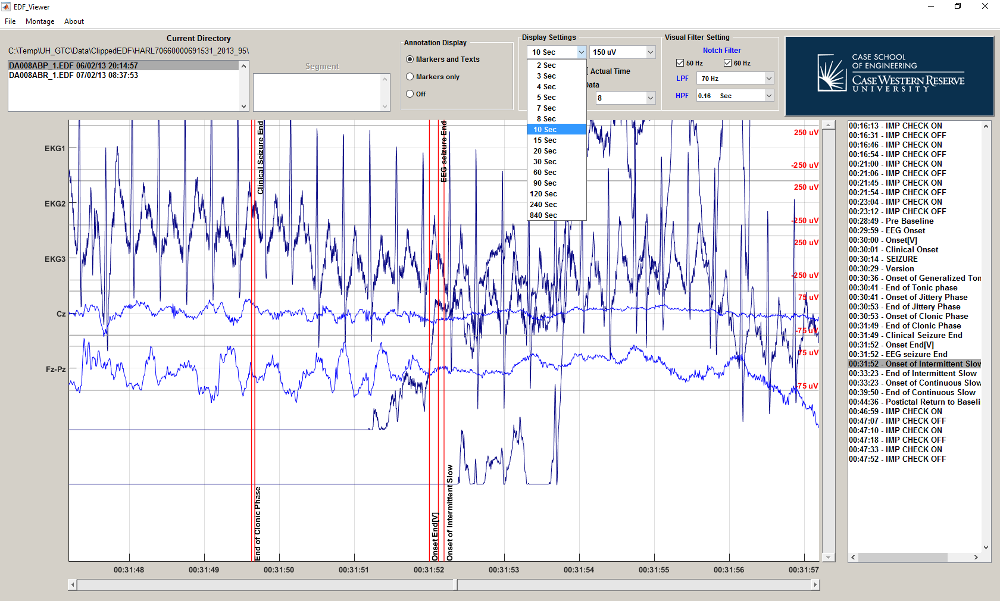 EDF_Viewer
File Montage About
Current Directory
C:\Temp\UH_GTC\Data\ClippedEDF\HARL70660000691531_2013_95\
DA008ABP_1.EDF 06/02/13 20:14:57
DA008ABR_1.EDF 07/02/13 08:37:53
Segment
Annotation Display
Markers and Texts
Markers only
Off
Display Settings
10 Sec
150 uV
2 Sec
3 Sec
4 Sec
5 Sec
7 Sec
8 Sec
10 Sec
15 Sec
20 Sec
30 Sec
60 Sec
90 Sec
120 Sec
240 Sec
840 Sec
Actual Time
Data
8
Visual Filter Setting
Notch Filter
50 Hz
60 Hz
LPF
70 Hz
HPF
0.16 Sec
CASE SCHOOL
OF ENGINEERING
CASE WESTERN RESERVE
UNIVERSITY
EKG1
EKG2
EKG3
Cz
Fz-Pz
250 uV
-250 uV
250 uV
-250 uV
250 uV
-250 uV
75 uV
-75 uV
75 uV
-75 uV
Clinical Seizure End
EEG seizure End
End of Clonic Phase
Onset End[V]
Onset of Intermittent Slow
00:31:48
00:31:49
00:31:50
00:31:51
00:31:52
00:31:53
00:31:54
00:31:55
00:31:56
00:31:57
00:16:13 - IMP CHECK ON
00:16:31 - IMP CHECK OFF
00:16:46 - IMP CHECK ON
00:16:54 - IMP CHECK OFF
00:21:00 - IMP CHECK ON
00:21:06 - IMP CHECK OFF
00:21:45 - IMP CHECK ON
00:21:54 - IMP CHECK OFF
00:23:04 - IMP CHECK ON
00:23:12 - IMP CHECK OFF
00:28:49 - Pre Baseline
00:29:59 - EEG Onset
00:30:00 - Onset[V]
00:30:01 - Clinical Onset
00:30:14 - SEIZURE
00:30:29 - Version
00:30:36 - Onset of Generalized Ton
00:30:41 - End of Tonic phase
00:30:41 - Onset of Jittery Phase
00:30:53 - End of Jittery Phase
00:30:53 - Onset of Clonic Phase
00:31:49 - End of Clonic Phase
00:31:49 - Clinical Seizure End
00:31:52 - Onset End[V]
00:31:52 - EEG seizure End
00:31:52 - Onset of Intermittent Slow
00:33:23 - End of Intermittent Slow
00:33:23 - Onset of Continuous Slow
00:39:50 - End of Continuous Slow
00:44:36 - Postictal Return to Baseli
00:46:59 - IMP CHECK ON
00:47:07 - IMP CHECK OFF
00:47:10 - IMP CHECK ON
00:47:18 - IMP CHECK OFF
00:47:33 - IMP CHECK ON
00:47:52 - IMP CHECK OFF